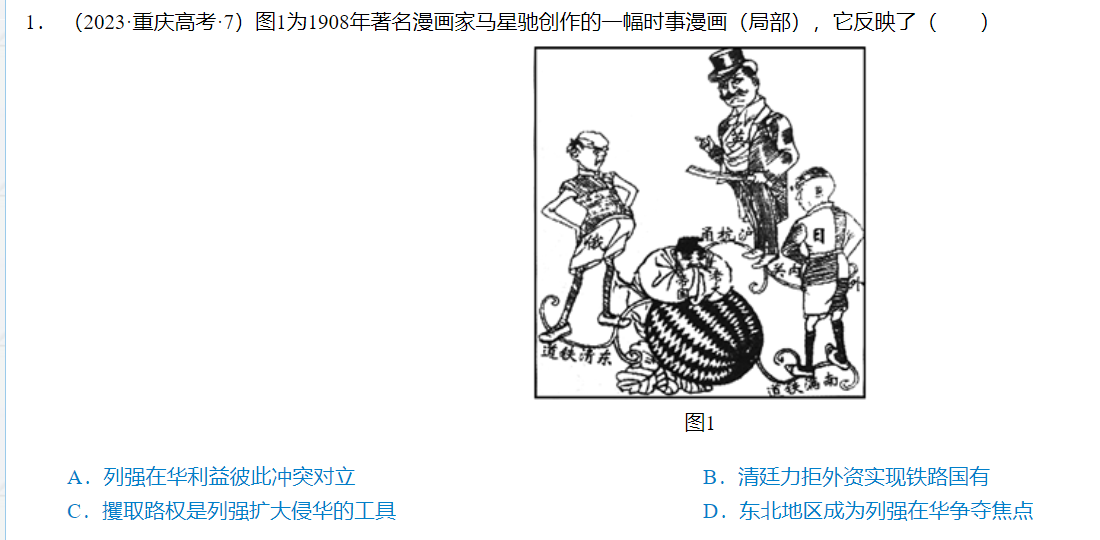 1. （2023·重庆高考·7）图1为1908年著名漫画家马星驰创作的一幅时事漫画（局部），它反映了（　　）
英
俄
日
甬杭沪
关内外
道铁清东
道铁满南
图1
A．列强在华利益彼此冲突对立
B．清廷力拒外资实现铁路国有
C．攫取路权是列强扩大侵华的工具
D．东北地区成为列强在华争夺焦点